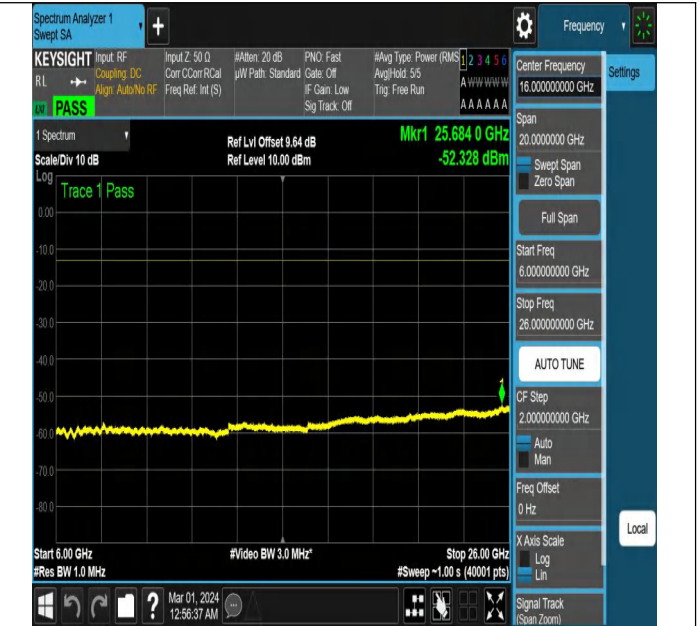 Spectrum Analyzer 1
Swept SA
+
Frequency
KEYSIGHT
RL
PASS
Input: RF
Coupling: DC
Align: Auto/No RF
Input Z: 50 Ω
Corr CCorr RCal
Freq Ref: Int (S)
#Atten: 20 dB
µW Path: Standard
PNO: Fast
Gate: Off
IF Gain: Low
Sig Track: Off
#Avg Type: Power (RMS
Avg|Hold: 5/5
Trig: Free Run
1 2 3 4 5 6
A W W W W W
A A A A A A
Center Frequency
16.000000000 GHz
Settings
Span
20.0000000 GHz
Swept Span
Zero Span
Full Span
Start Freq
6.000000000 GHz
Stop Freq
26.000000000 GHz
AUTO TUNE
CF Step
2.000000000 GHz
Auto
Man
Freq Offset
0 Hz
X Axis Scale
Log
Lin
Signal Track
(Span Zoom)
Local
1 Spectrum
Scale/Div 10 dB
Ref Lvl Offset 9.64 dB
Ref Level 10.00 dBm
Mkr1 25.684 0 GHz
-52.328 dBm
Log
Trace 1 Pass
0.00
-10.0
-20.0
-30.0
-40.0
-50.0
-60.0
-70.0
-80.0
1
Start 6.00 GHz
#Video BW 3.0 MHz*
Stop 26.00 GHz
#Res BW 1.0 MHz
#Sweep ~1.00 s (40001 pts)
?
Mar 01, 2024
12:56:37 AM